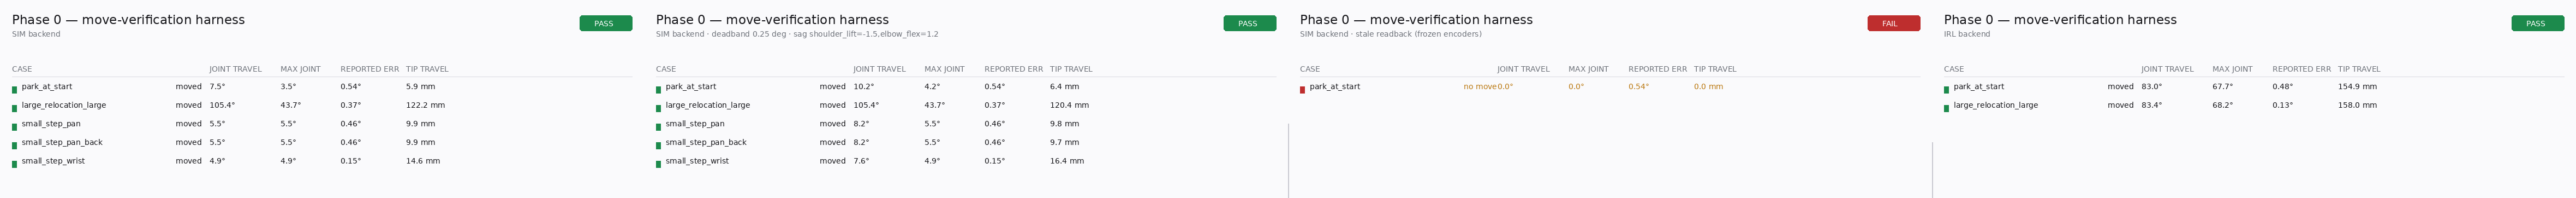 Phase 0 — move-verification harness
PASS
SIM backend
CASE JOINT TRAVEL MAX JOINT REPORTED ERR TIP TRAVEL
park_at_start moved 7.5° 3.5° 0.54° 5.9 mm
large_relocation_large moved 105.4° 43.7° 0.37° 122.2 mm
small_step_pan moved 5.5° 5.5° 0.46° 9.9 mm
small_step_pan_back moved 5.5° 5.5° 0.46° 9.9 mm
small_step_wrist moved 4.9° 4.9° 0.15° 14.6 mm
Phase 0 — move-verification harness
PASS
SIM backend · deadband 0.25 deg · sag shoulder_lift=-1.5,elbow_flex=1.2
CASE JOINT TRAVEL MAX JOINT REPORTED ERR TIP TRAVEL
park_at_start moved 10.2° 4.2° 0.54° 6.4 mm
large_relocation_large moved 105.4° 43.7° 0.37° 120.4 mm
small_step_pan moved 8.2° 5.5° 0.46° 9.8 mm
small_step_pan_back moved 8.2° 5.5° 0.46° 9.7 mm
small_step_wrist moved 7.6° 4.9° 0.15° 16.4 mm
Phase 0 — move-verification harness
FAIL
SIM backend · stale readback (frozen encoders)
CASE JOINT TRAVEL MAX JOINT REPORTED ERR TIP TRAVEL
park_at_start no move 0.0° 0.0° 0.54° 0.0 mm
Phase 0 — move-verification harness
PASS
IRL backend
CASE JOINT TRAVEL MAX JOINT REPORTED ERR TIP TRAVEL
park_at_start moved 83.0° 67.7° 0.48° 154.9 mm
large_relocation_large moved 83.4° 68.2° 0.13° 158.0 mm